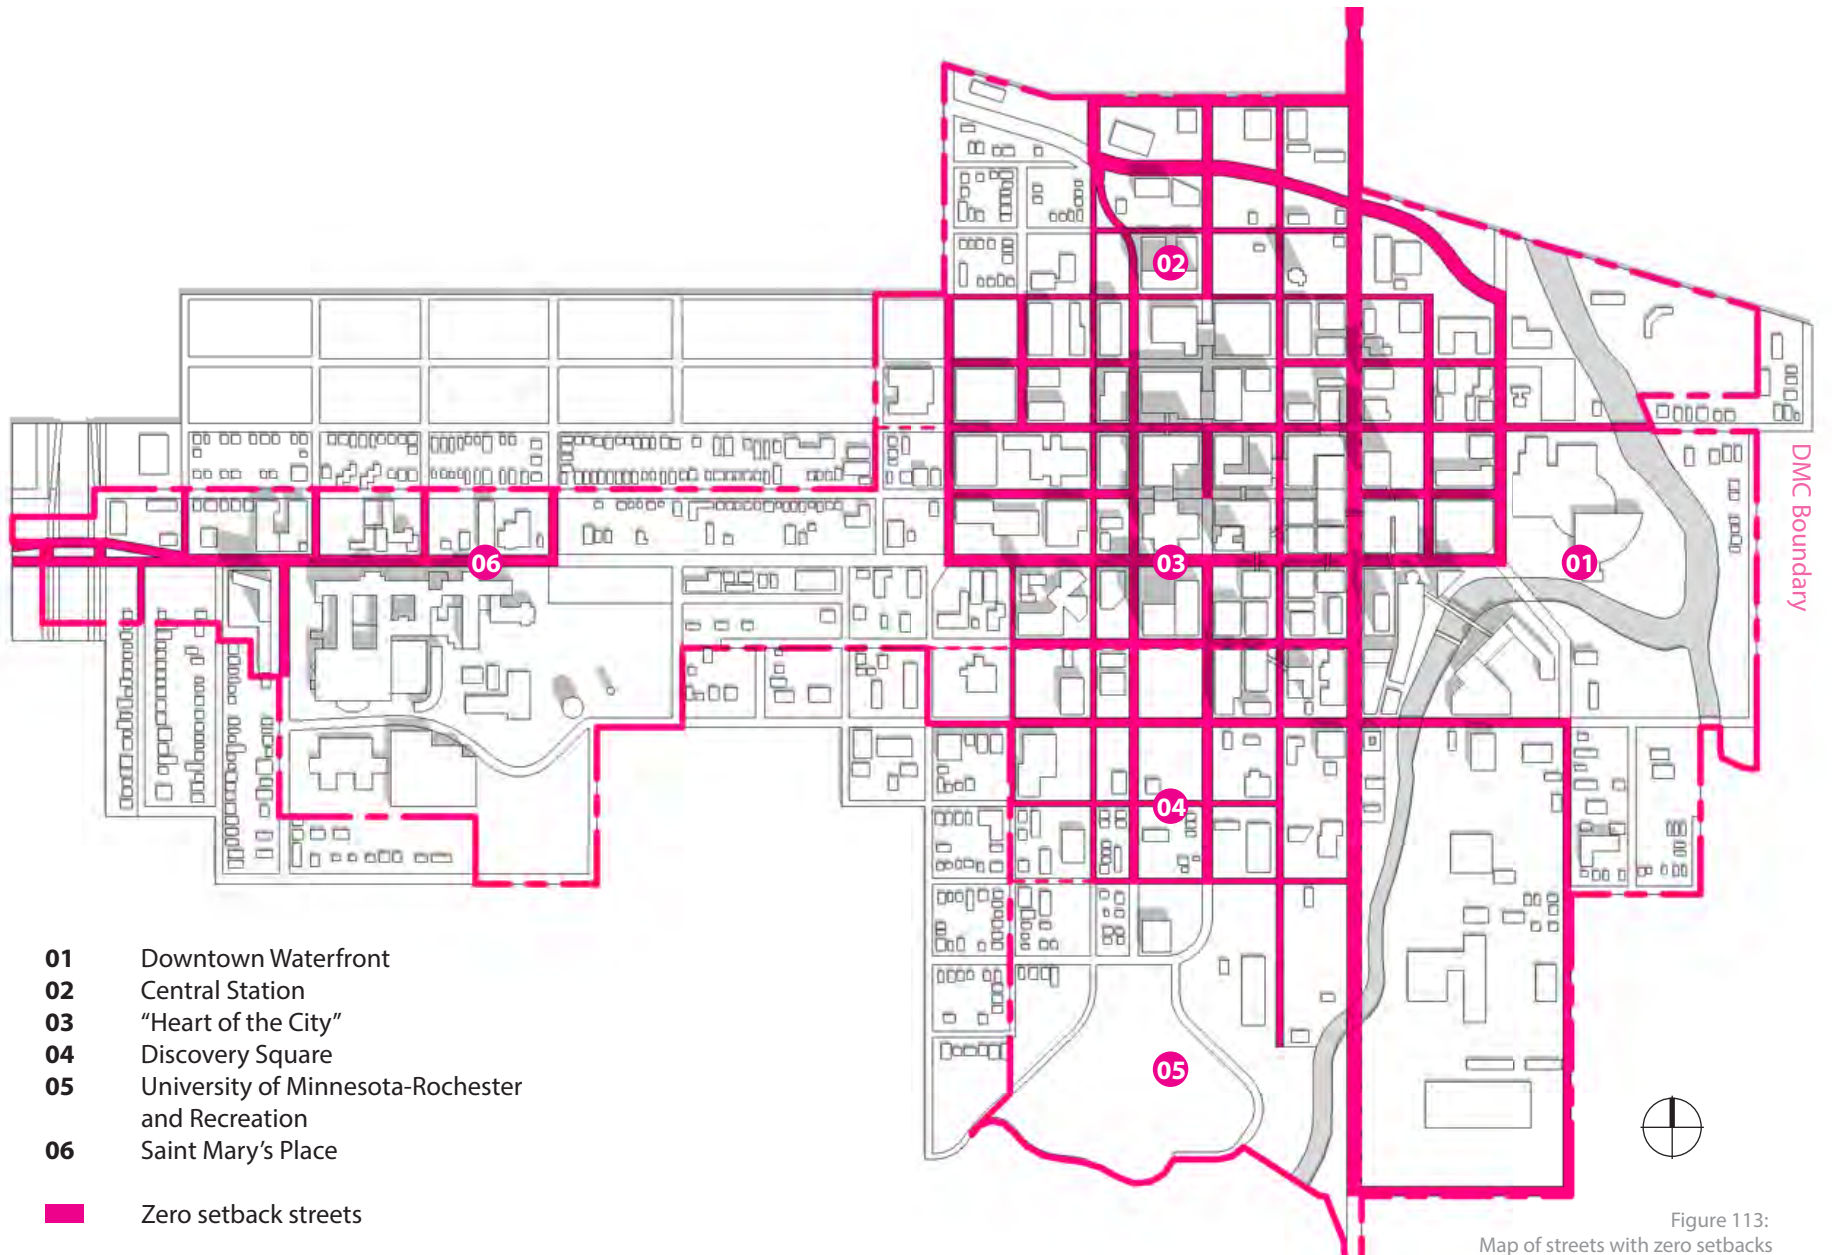 02
06
03
01
DMC Boundary
04
05
01 Downtown Waterfront
02 Central Station
03 “Heart of the City”
04 Discovery Square
05 University of Minnesota-Rochester
and Recreation
06 Saint Mary’s Place
Zero setback streets
Figure 113:
Map of streets with zero setbacks